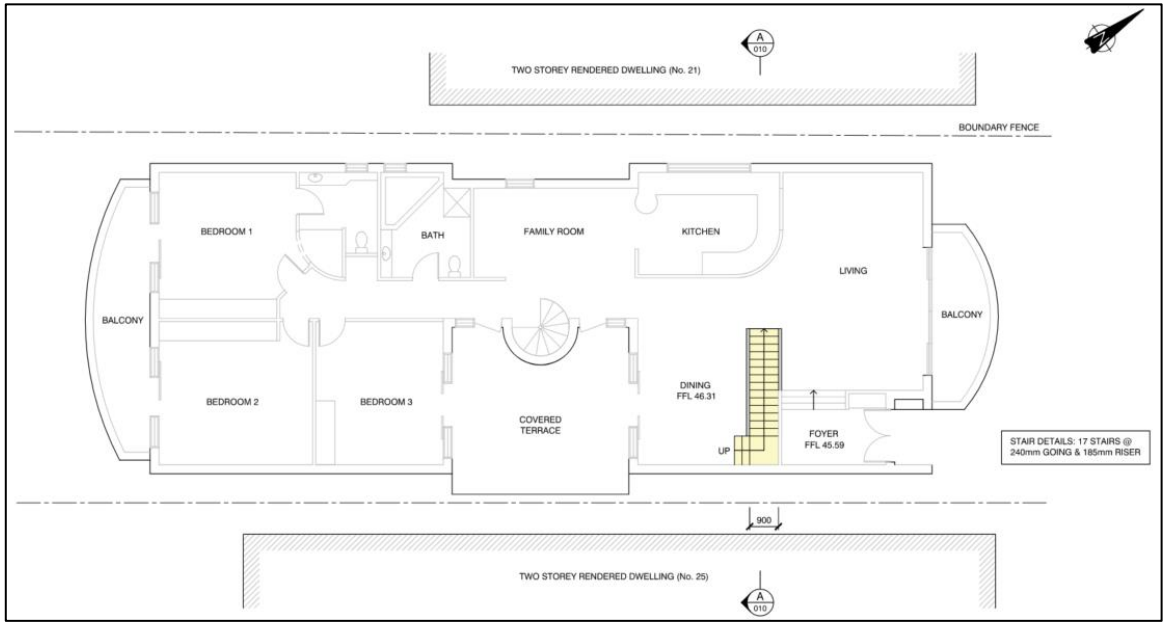 A
010
TWO STOREY RENDERED DWELLING (No. 21)
BOUNDARY FENCE
BEDROOM 1
BATH
FAMILY ROOM
KITCHEN
LIVING
BALCONY
BALCONY
DINING
FFL 46.31
BEDROOM 2
BEDROOM 3
COVERED
TERRACE
UP
FOYER
FFL 45.59
STAIR DETAILS: 17 STAIRS @
240mm GOING & 185mm RISER
900
TWO STOREY RENDERED DWELLING (No. 25)
A
010